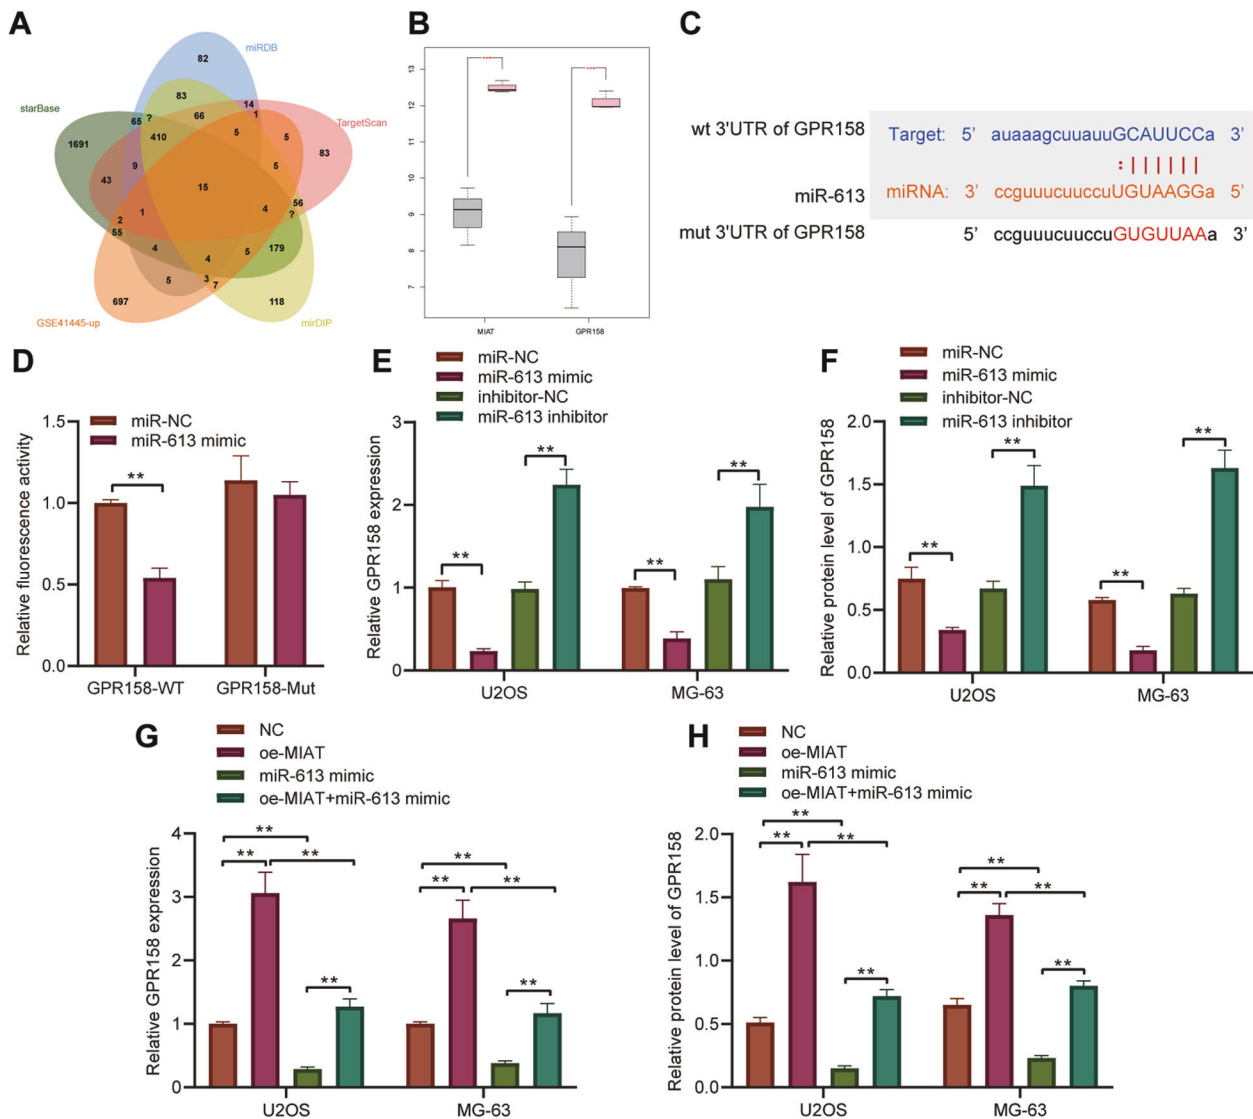 A
miRDB
82
starBase
83
14
65
?
66
1
TargetScan
1691
410
5
5
83
9
5
43
15
56
1
4
?
2
55
4
179
5
4
5
3
7
697
118
GSE41445-up
mirDIP
B
13
12
11
10
9
8
7
***
***
MIAT
GPR158
C
wt 3'UTR of GPR158
Target: 5' auaaagcuuauuGCAUUCCa 3'
:||||||
miR-613
miRNA: 3' ccguuucuuccuUGUAAGGa 5'
mut 3'UTR of GPR158
5' ccguuucuuccuGUGUUAAa 3'
D
miR-NC
miR-613 mimic
Relative fluorescence activity
1.5
1.0
0.5
0.0
**
GPR158-WT
GPR158-Mut
E
miR-NC
miR-613 mimic
inhibitor-NC
miR-613 inhibitor
Relative GPR158 expression
3
2
1
0
**
**
**
**
U2OS
MG-63
F
miR-NC
miR-613 mimic
inhibitor-NC
miR-613 inhibitor
Relative protein level of GPR158
2.0
1.5
1.0
0.5
0.0
**
**
**
**
U2OS
MG-63
G
NC
oe-MIAT
miR-613 mimic
oe-MIAT+miR-613 mimic
Relative GPR158 expression
4
3
2
1
0
**
**
**
**
**
**
**
**
U2OS
MG-63
H
NC
oe-MIAT
miR-613 mimic
oe-MIAT+miR-613 mimic
Relative protein level of GPR158
2.0
1.5
1.0
0.5
0.0
**
**
**
**
**
**
**
**
U2OS
MG-63